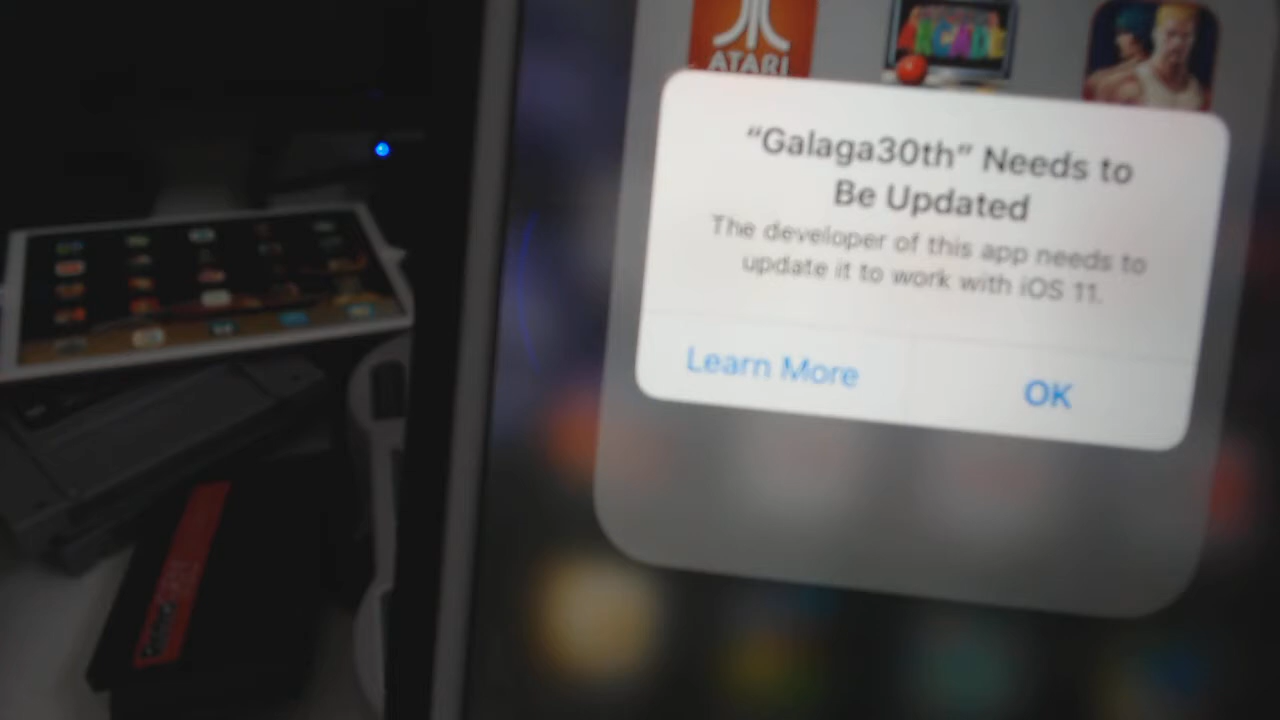 ATARI
ARCADE
“Galaga30th” Needs to
Be Updated
The developer of this app needs to
update it to work with iOS 11.
Learn More
OK